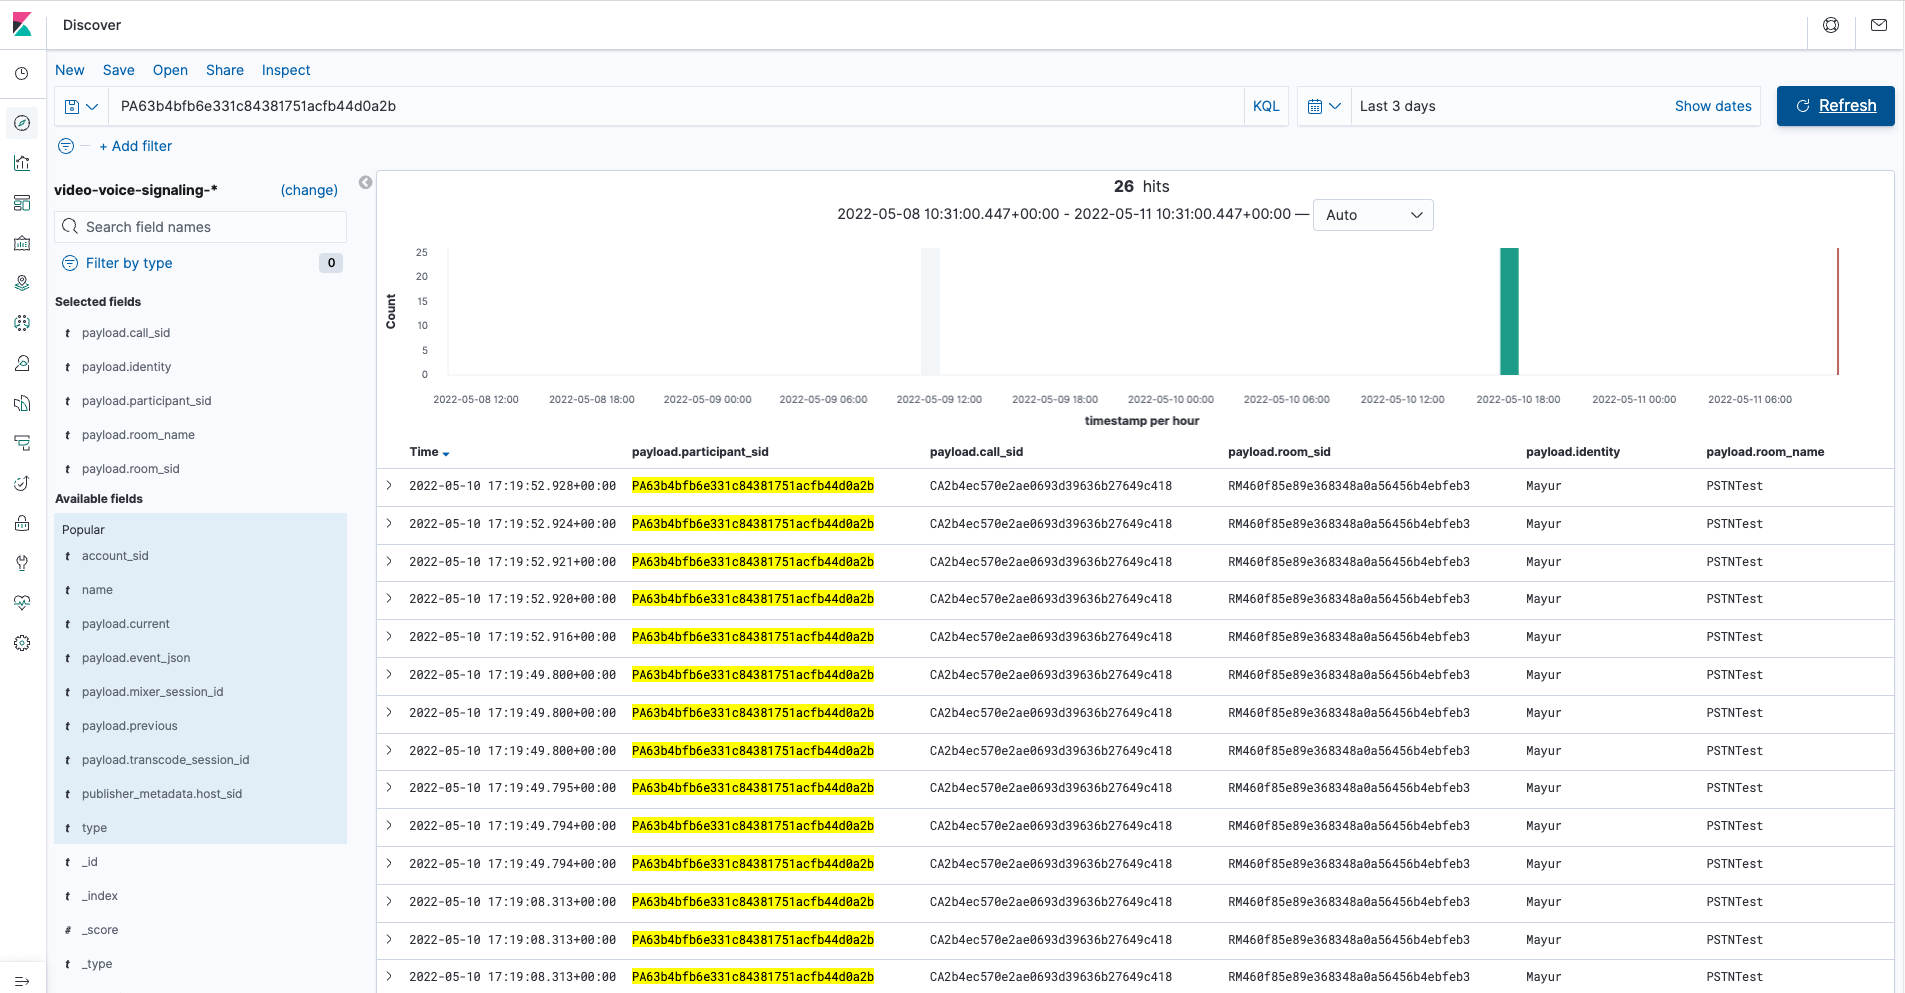 Discover
New Save Open Share Inspect
PA63b4bfb6e331c84381751acfb44d0a2b KQL Last 3 days Show dates Refresh
+ Add filter
video-voice-signaling-* (change)
Search field names
Filter by type 0
Selected fields
t payload.call_sid
t payload.identity
t payload.participant_sid
t payload.room_name
t payload.room_sid
Available fields
Popular
t account_sid
t name
t payload.current
t payload.event_json
t payload.mixer_session_id
t payload.previous
t payload.transcode_session_id
t publisher_metadata.host_sid
t type
t _id
t _index
# _score
t _type
26 hits
2022-05-08 10:31:00.447+00:00 - 2022-05-11 10:31:00.447+00:00 — Auto
Count
25
20
15
10
5
0
2022-05-08 12:00 2022-05-08 18:00 2022-05-09 00:00 2022-05-09 06:00 2022-05-09 12:00 2022-05-09 18:00 2022-05-10 00:00 2022-05-10 06:00 2022-05-10 12:00 2022-05-10 18:00 2022-05-11 00:00 2022-05-11 06:00
timestamp per hour
Time payload.participant_sid payload.call_sid payload.room_sid payload.identity payload.room_name
2022-05-10 17:19:52.928+00:00 PA63b4bfb6e331c84381751acfb44d0a2b CA2b4ec570e2ae0693d39636b27649c418 RM460f85e89e368348a0a56456b4ebfeb3 Mayur PSTNTest
2022-05-10 17:19:52.924+00:00 PA63b4bfb6e331c84381751acfb44d0a2b CA2b4ec570e2ae0693d39636b27649c418 RM460f85e89e368348a0a56456b4ebfeb3 Mayur PSTNTest
2022-05-10 17:19:52.921+00:00 PA63b4bfb6e331c84381751acfb44d0a2b CA2b4ec570e2ae0693d39636b27649c418 RM460f85e89e368348a0a56456b4ebfeb3 Mayur PSTNTest
2022-05-10 17:19:52.920+00:00 PA63b4bfb6e331c84381751acfb44d0a2b CA2b4ec570e2ae0693d39636b27649c418 RM460f85e89e368348a0a56456b4ebfeb3 Mayur PSTNTest
2022-05-10 17:19:52.916+00:00 PA63b4bfb6e331c84381751acfb44d0a2b CA2b4ec570e2ae0693d39636b27649c418 RM460f85e89e368348a0a56456b4ebfeb3 Mayur PSTNTest
2022-05-10 17:19:49.800+00:00 PA63b4bfb6e331c84381751acfb44d0a2b CA2b4ec570e2ae0693d39636b27649c418 RM460f85e89e368348a0a56456b4ebfeb3 Mayur PSTNTest
2022-05-10 17:19:49.800+00:00 PA63b4bfb6e331c84381751acfb44d0a2b CA2b4ec570e2ae0693d39636b27649c418 RM460f85e89e368348a0a56456b4ebfeb3 Mayur PSTNTest
2022-05-10 17:19:49.800+00:00 PA63b4bfb6e331c84381751acfb44d0a2b CA2b4ec570e2ae0693d39636b27649c418 RM460f85e89e368348a0a56456b4ebfeb3 Mayur PSTNTest
2022-05-10 17:19:49.795+00:00 PA63b4bfb6e331c84381751acfb44d0a2b CA2b4ec570e2ae0693d39636b27649c418 RM460f85e89e368348a0a56456b4ebfeb3 Mayur PSTNTest
2022-05-10 17:19:49.794+00:00 PA63b4bfb6e331c84381751acfb44d0a2b CA2b4ec570e2ae0693d39636b27649c418 RM460f85e89e368348a0a56456b4ebfeb3 Mayur PSTNTest
2022-05-10 17:19:49.794+00:00 PA63b4bfb6e331c84381751acfb44d0a2b CA2b4ec570e2ae0693d39636b27649c418 RM460f85e89e368348a0a56456b4ebfeb3 Mayur PSTNTest
2022-05-10 17:19:08.313+00:00 PA63b4bfb6e331c84381751acfb44d0a2b CA2b4ec570e2ae0693d39636b27649c418 RM460f85e89e368348a0a56456b4ebfeb3 Mayur PSTNTest
2022-05-10 17:19:08.313+00:00 PA63b4bfb6e331c84381751acfb44d0a2b CA2b4ec570e2ae0693d39636b27649c418 RM460f85e89e368348a0a56456b4ebfeb3 Mayur PSTNTest
2022-05-10 17:19:08.313+00:00 PA63b4bfb6e331c84381751acfb44d0a2b CA2b4ec570e2ae0693d39636b27649c418 RM460f85e89e368348a0a56456b4ebfeb3 Mayur PSTNTest